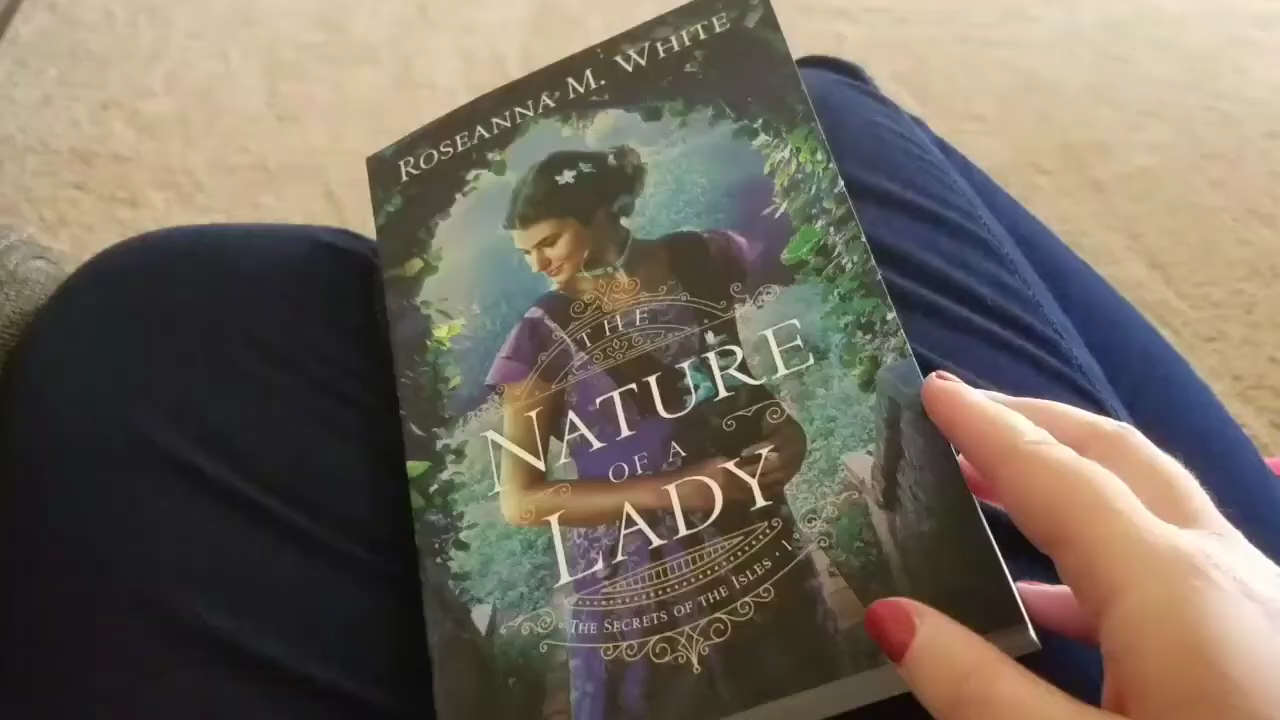 ROSEANNA M. WHITE
THE
NATURE
OF A
LADY
THE SECRETS OF THE ISLES · 1